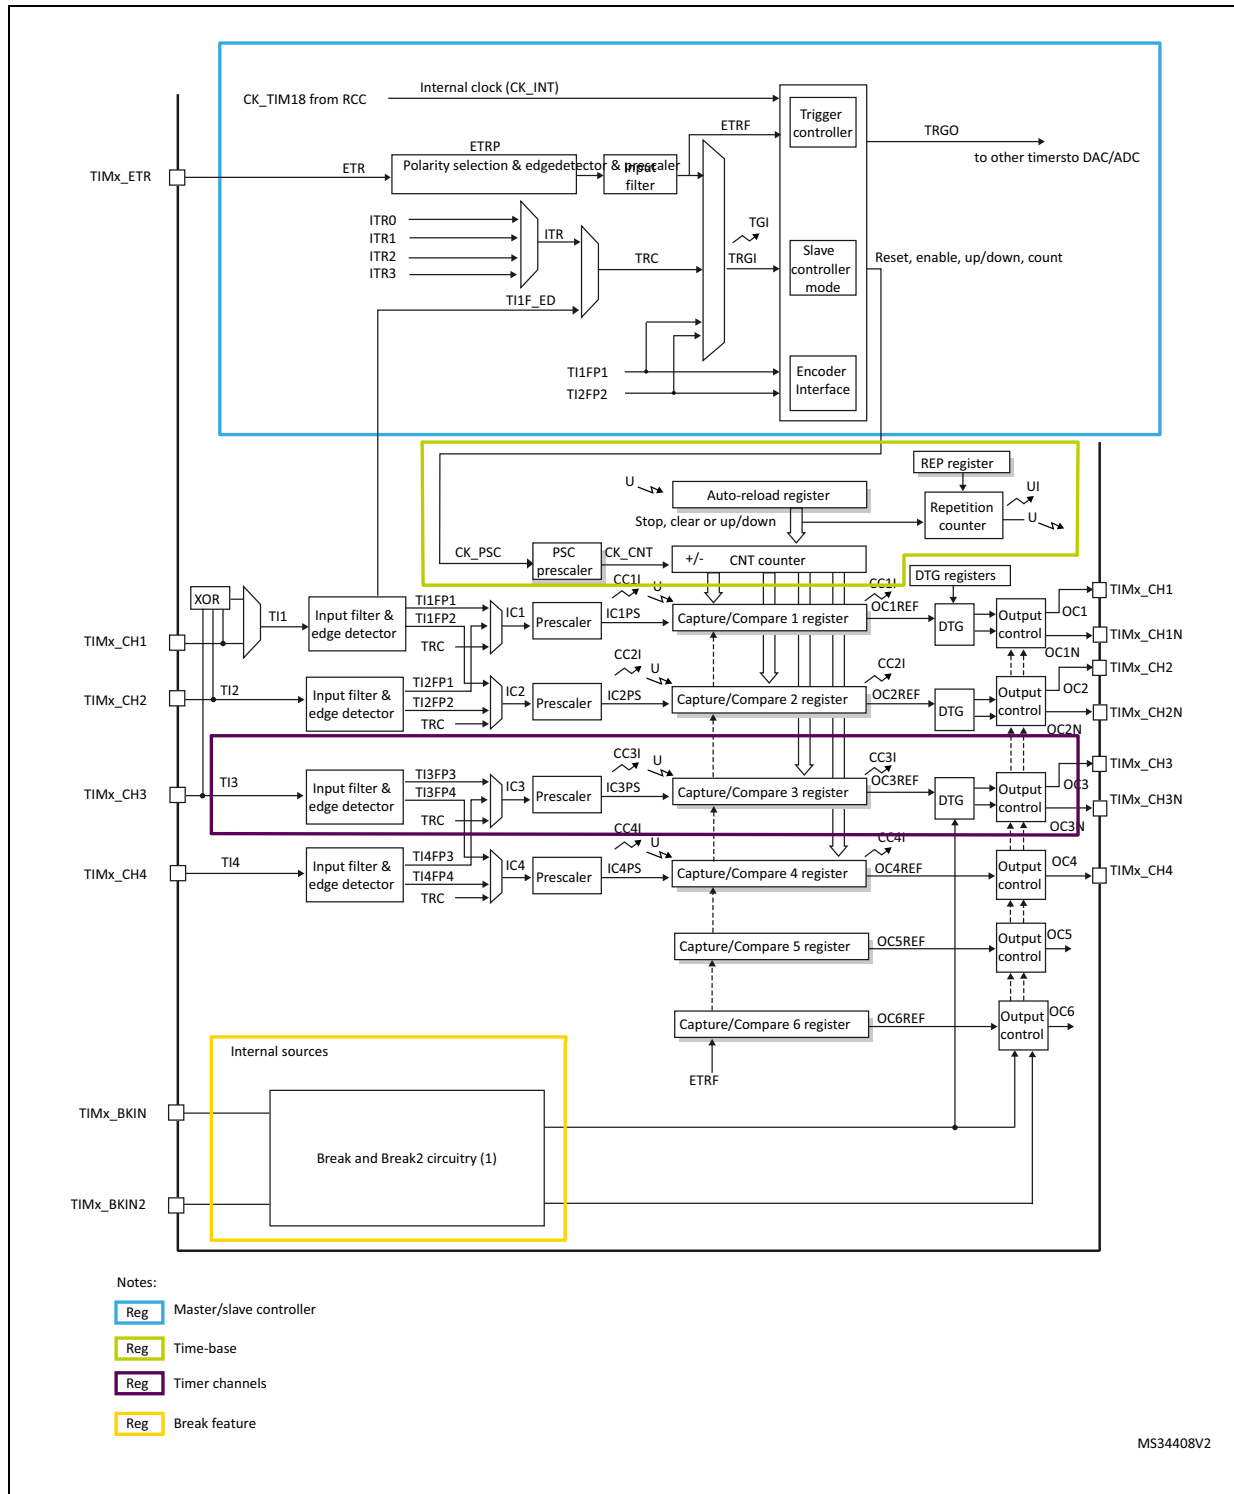 CK_TIM18 from RCC
Internal clock (CK_INT)
Trigger
controller
ETRF
TRGO
to other timersto DAC/ADC
TIMx_ETR
ETR
ETRP
Polarity selection & edgedetector & prescaler
Input
filter
ITR0
ITR1
ITR2
ITR3
ITR
TI1F_ED
TRC
TGI
TRGI
Slave
controller
mode
Reset, enable, up/down, count
TI1FP1
TI2FP2
Encoder
Interface
REP register
U
Auto-reload register
UI
Repetition
counter
U
Stop, clear or up/down
CK_PSC
PSC
prescaler
CK_CNT
+/-
CNT counter
DTG registers
XOR
TIMx_CH1
TI1
Input filter &
edge detector
TI1FP1
TI1FP2
TRC
IC1
Prescaler
IC1PS
CC1I
U
Capture/Compare 1 register
CC1I
OC1REF
DTG
Output
control
OC1
OC1N
TIMx_CH1
TIMx_CH1N
TIMx_CH2
TI2
Input filter &
edge detector
TI2FP1
TI2FP2
TRC
IC2
Prescaler
IC2PS
CC2I
U
Capture/Compare 2 register
CC2I
OC2REF
DTG
Output
control
OC2
OC2N
TIMx_CH2
TIMx_CH2N
TIMx_CH3
TI3
Input filter &
edge detector
TI3FP3
TI3FP4
TRC
IC3
Prescaler
IC3PS
CC3I
U
Capture/Compare 3 register
CC3I
OC3REF
DTG
Output
control
OC3
OC3N
TIMx_CH3
TIMx_CH3N
TIMx_CH4
TI4
Input filter &
edge detector
TI4FP3
TI4FP4
TRC
IC4
Prescaler
IC4PS
CC4I
U
Capture/Compare 4 register
CC4I
OC4REF
Output
control
OC4
TIMx_CH4
Capture/Compare 5 register
OC5REF
Output
control
OC5
Capture/Compare 6 register
OC6REF
Output
control
OC6
ETRF
Internal sources
TIMx_BKIN
Break and Break2 circuitry (1)
TIMx_BKIN2
Notes:
Reg Master/slave controller
Reg Time-base
Reg Timer channels
Reg Break feature
MS34408V2